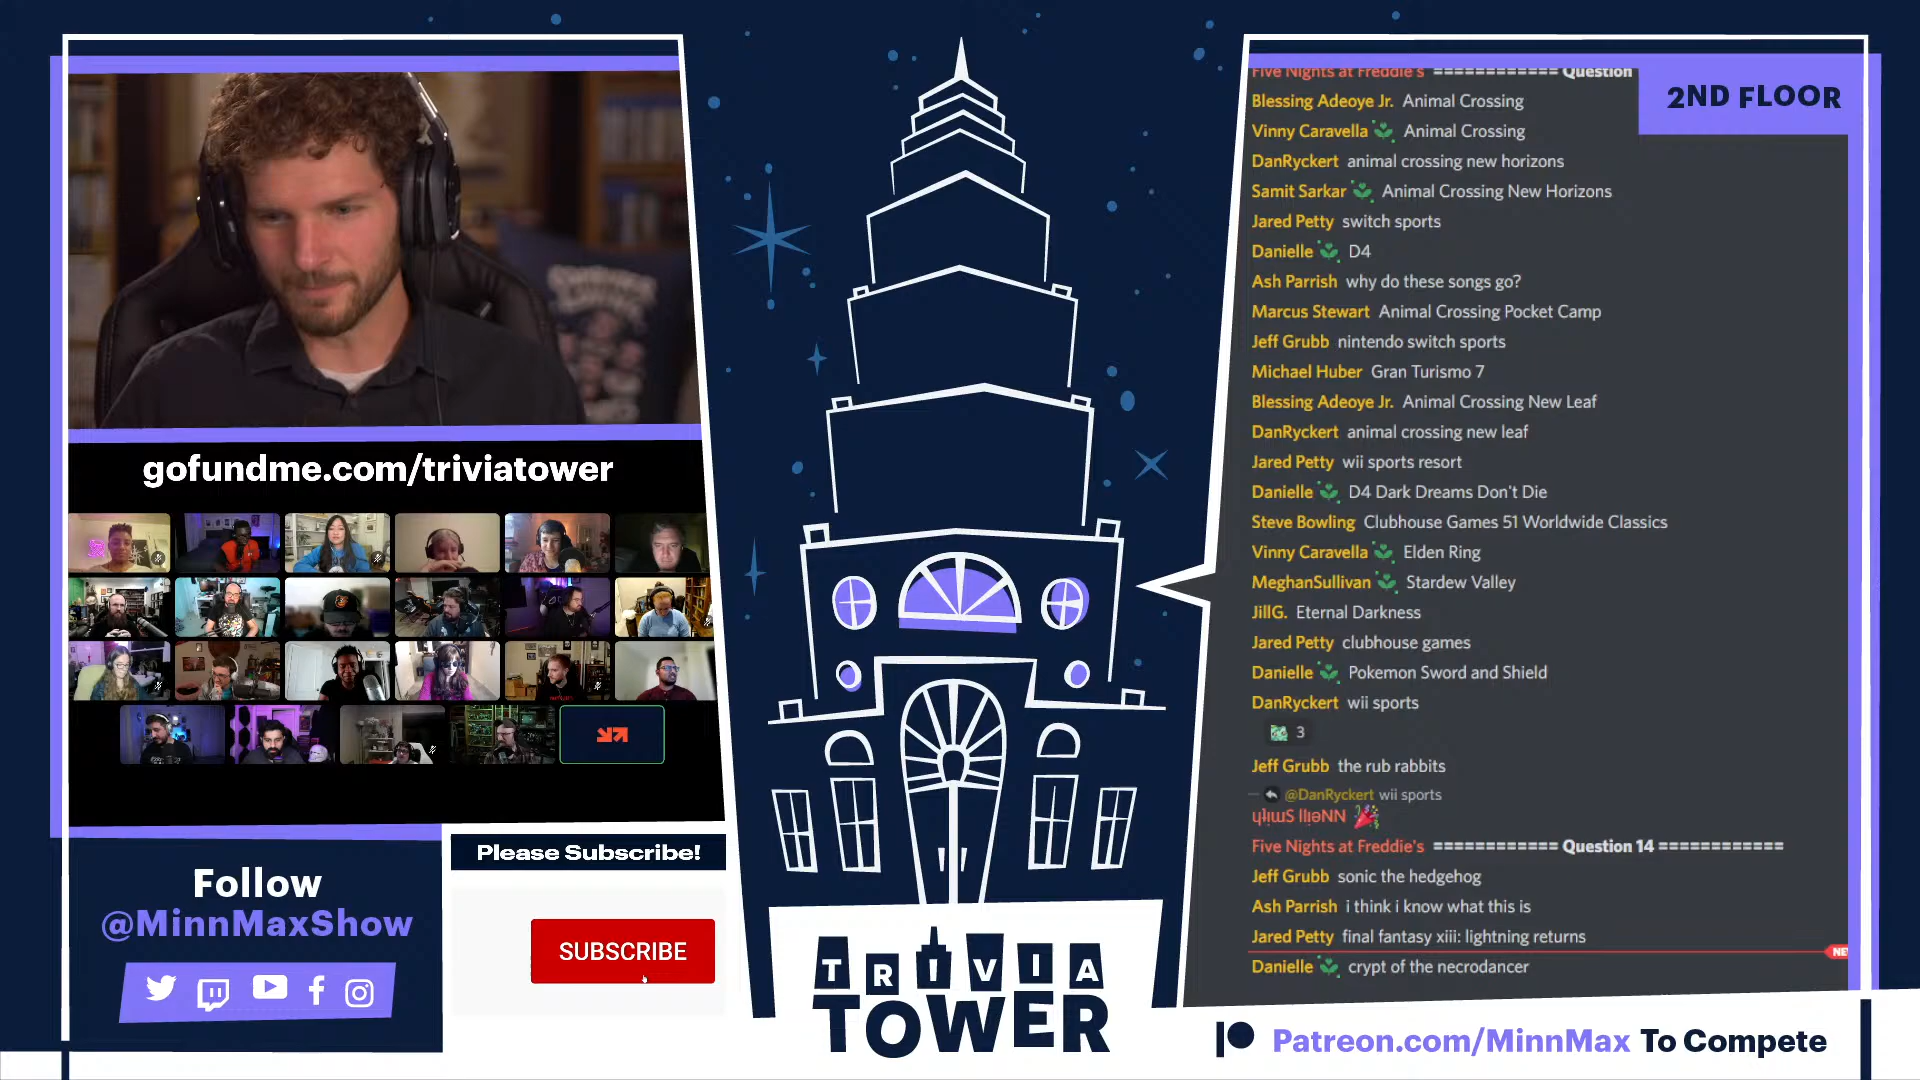 gofundme.com/triviatower
Please Subscribe!
SUBSCRIBE
Follow
@MinnMaxShow
TRIVIA
TOWER
2ND FLOOR
Five Nights at Freddie's ============ Question
Blessing Adeoye Jr. Animal Crossing
Vinny Caravella Animal Crossing
DanRyckert animal crossing new horizons
Samit Sarkar Animal Crossing New Horizons
Jared Petty switch sports
Danielle D4
Ash Parrish why do these songs go?
Marcus Stewart Animal Crossing Pocket Camp
Jeff Grubb nintendo switch sports
Michael Huber Gran Turismo 7
Blessing Adeoye Jr. Animal Crossing New Leaf
DanRyckert animal crossing new leaf
Jared Petty wii sports resort
Danielle D4 Dark Dreams Don't Die
Steve Bowling Clubhouse Games 51 Worldwide Classics
Vinny Caravella Elden Ring
MeghanSullivan Stardew Valley
JillG. Eternal Darkness
Jared Petty clubhouse games
Danielle Pokemon Sword and Shield
DanRyckert wii sports
3
Jeff Grubb the rub rabbits
@DanRyckert wii sports
Five Nights at Freddie's ============ Question 14 ============
Jeff Grubb sonic the hedgehog
Ash Parrish i think i know what this is
Jared Petty final fantasy xiii: lightning returns
NE
Danielle crypt of the necrodancer
Patreon.com/MinnMax To Compete